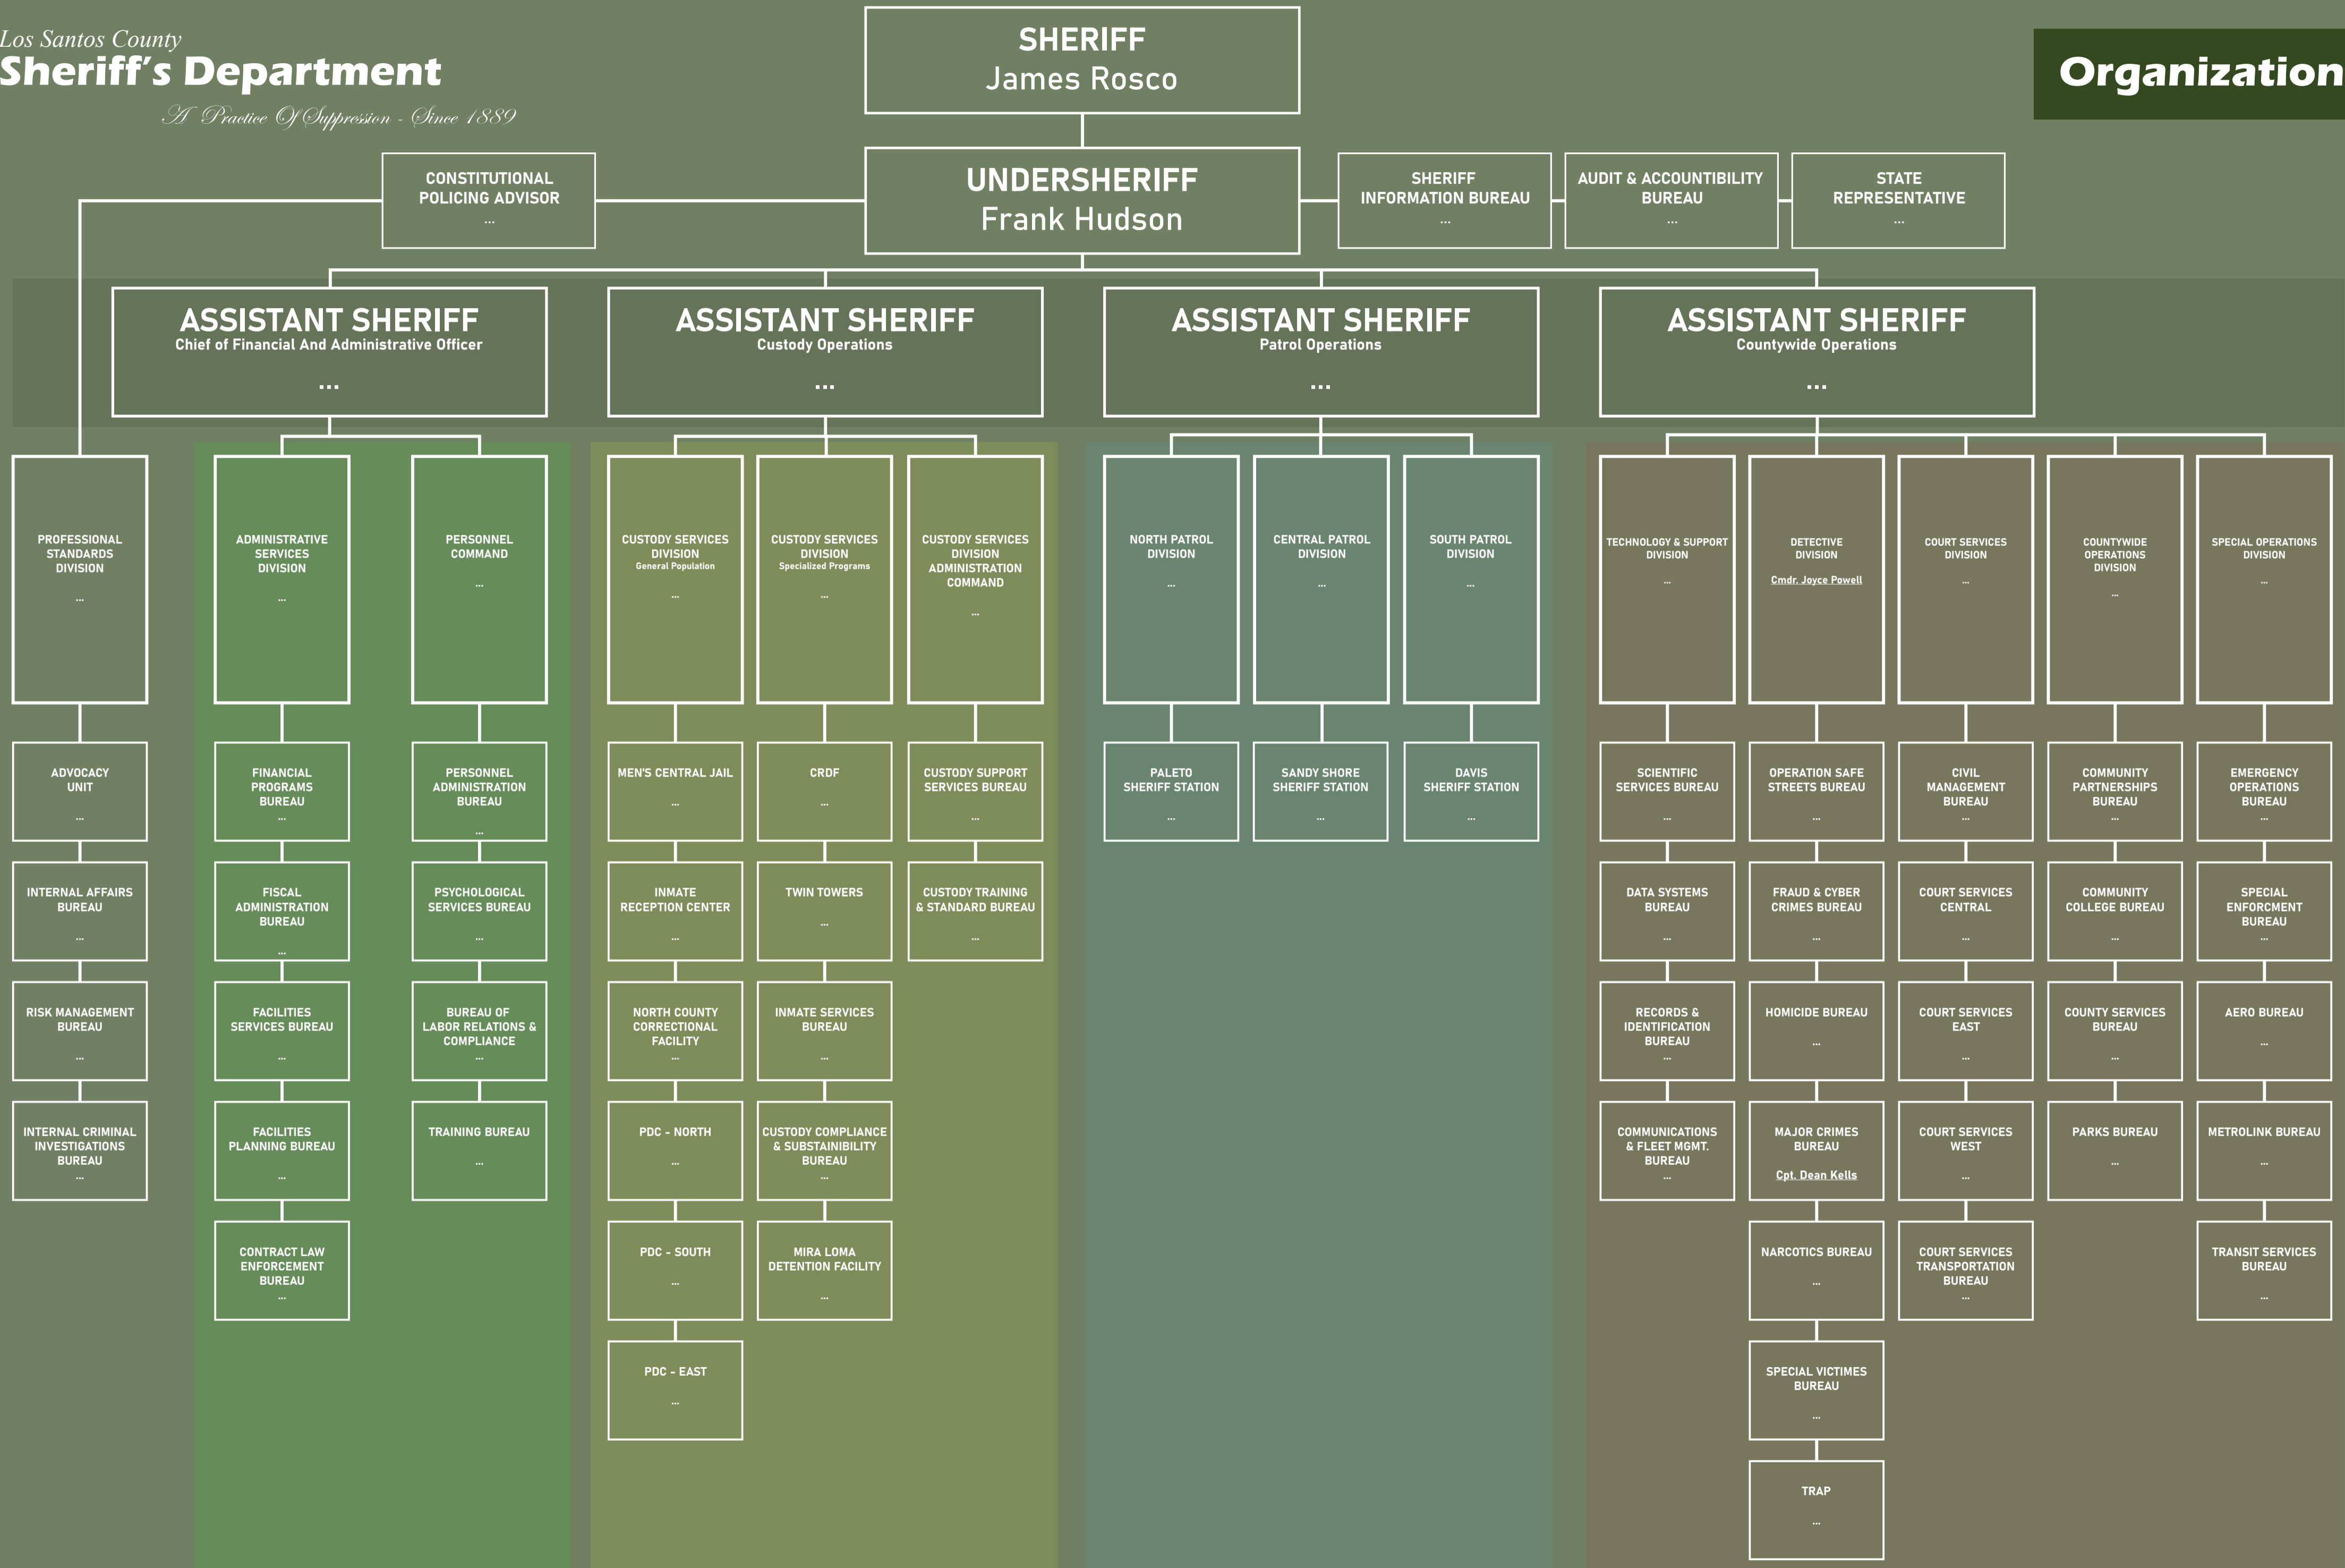 Los Santos County
Sheriff's Department
A Practice Of Suppression - Since 1889
Organization
SHERIFF
James Rosco
UNDERSHERIFF
Frank Hudson
CONSTITUTIONAL
POLICING ADVISOR
...
SHERIFF
INFORMATION BUREAU
...
AUDIT & ACCOUNTIBILITY
BUREAU
...
STATE
REPRESENTATIVE
...
ASSISTANT SHERIFF
Chief of Financial And Administrative Officer
...
ASSISTANT SHERIFF
Custody Operations
...
ASSISTANT SHERIFF
Patrol Operations
...
ASSISTANT SHERIFF
Countywide Operations
...
PROFESSIONAL
STANDARDS
DIVISION
...
ADVOCACY
UNIT
...
INTERNAL AFFAIRS
BUREAU
...
RISK MANAGEMENT
BUREAU
...
INTERNAL CRIMINAL
INVESTIGATIONS
BUREAU
...
ADMINISTRATIVE
SERVICES
DIVISION
...
FINANCIAL
PROGRAMS
BUREAU
...
FISCAL
ADMINISTRATION
BUREAU
...
FACILITIES
SERVICES BUREAU
...
FACILITIES
PLANNING BUREAU
...
CONTRACT LAW
ENFORCEMENT
BUREAU
...
PERSONNEL
COMMAND
...
PERSONNEL
ADMINISTRATION
BUREAU
...
PSYCHOLOGICAL
SERVICES BUREAU
...
BUREAU OF
LABOR RELATIONS &
COMPLIANCE
...
TRAINING BUREAU
...
CUSTODY SERVICES
DIVISION
General Population
...
MEN'S CENTRAL JAIL
...
INMATE
RECEPTION CENTER
...
NORTH COUNTY
CORRECTIONAL
FACILITY
...
PDC - NORTH
...
PDC - SOUTH
...
PDC - EAST
...
CUSTODY SERVICES
DIVISION
Specialized Programs
...
CRDF
...
TWIN TOWERS
...
INMATE SERVICES
BUREAU
...
CUSTODY COMPLIANCE
& SUBSTAINIBILITY
BUREAU
...
MIRA LOMA
DETENTION FACILITY
...
CUSTODY SERVICES
DIVISION
ADMINISTRATION
COMMAND
...
CUSTODY SUPPORT
SERVICES BUREAU
...
CUSTODY TRAINING
& STANDARD BUREAU
...
NORTH PATROL
DIVISION
...
PALETO
SHERIFF STATION
...
CENTRAL PATROL
DIVISION
...
SANDY SHORE
SHERIFF STATION
...
SOUTH PATROL
DIVISION
...
DAVIS
SHERIFF STATION
...
TECHNOLOGY & SUPPORT
DIVISION
...
SCIENTIFIC
SERVICES BUREAU
...
DATA SYSTEMS
BUREAU
...
RECORDS &
IDENTIFICATION
BUREAU
...
COMMUNICATIONS
& FLEET MGMT.
BUREAU
...
DETECTIVE
DIVISION
Cmdr. Joyce Powell
OPERATION SAFE
STREETS BUREAU
...
FRAUD & CYBER
CRIMES BUREAU
...
HOMICIDE BUREAU
...
MAJOR CRIMES
BUREAU
Cpt. Dean Kells
NARCOTICS BUREAU
...
SPECIAL VICTIMES
BUREAU
...
TRAP
...
COURT SERVICES
DIVISION
...
CIVIL
MANAGEMENT
BUREAU
...
COURT SERVICES
CENTRAL
...
COURT SERVICES
EAST
...
COURT SERVICES
WEST
...
COURT SERVICES
TRANSPORTATION
BUREAU
...
COUNTYWIDE
OPERATIONS
DIVISION
...
COMMUNITY
PARTNERSHIPS
BUREAU
...
COMMUNITY
COLLEGE BUREAU
...
COUNTY SERVICES
BUREAU
...
PARKS BUREAU
...
SPECIAL OPERATIONS
DIVISION
...
EMERGENCY
OPERATIONS
BUREAU
...
SPECIAL
ENFORCMENT
BUREAU
...
AERO BUREAU
...
METROLINK BUREAU
...
TRANSIT SERVICES
BUREAU
...